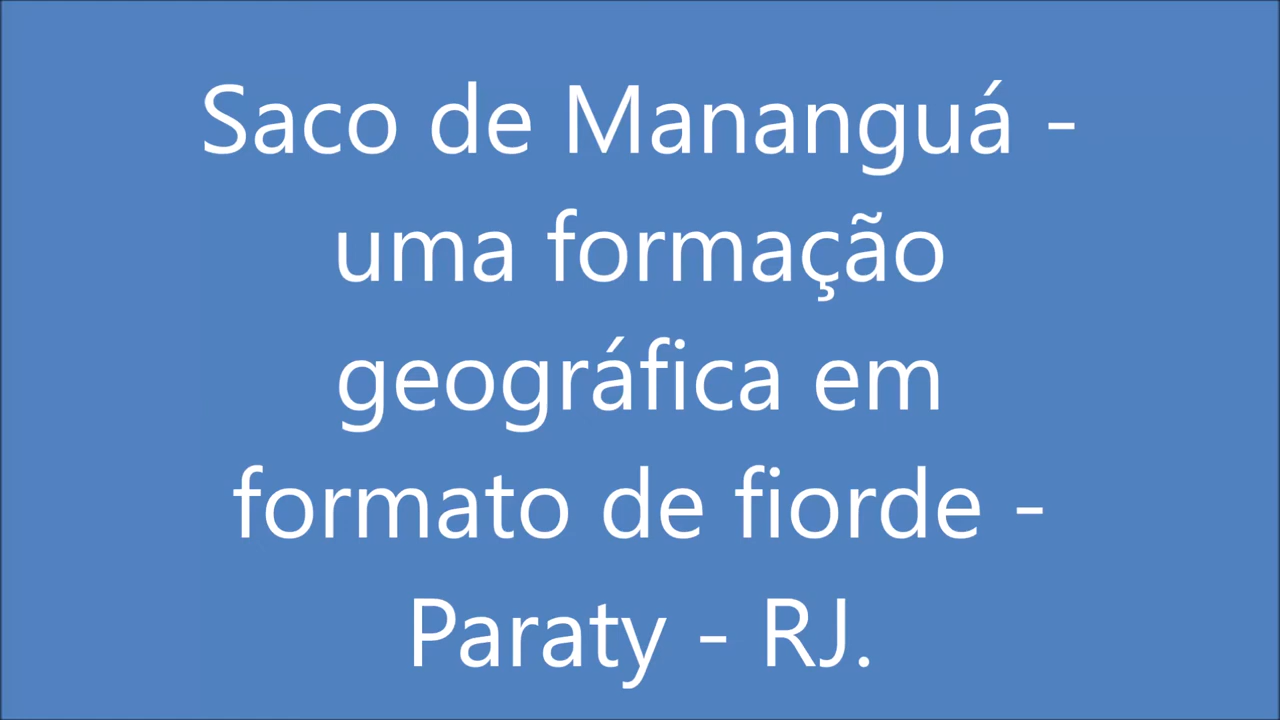 Saco de Mananguá -
uma formação
geográfica em
formato de fiorde -
Paraty - RJ.